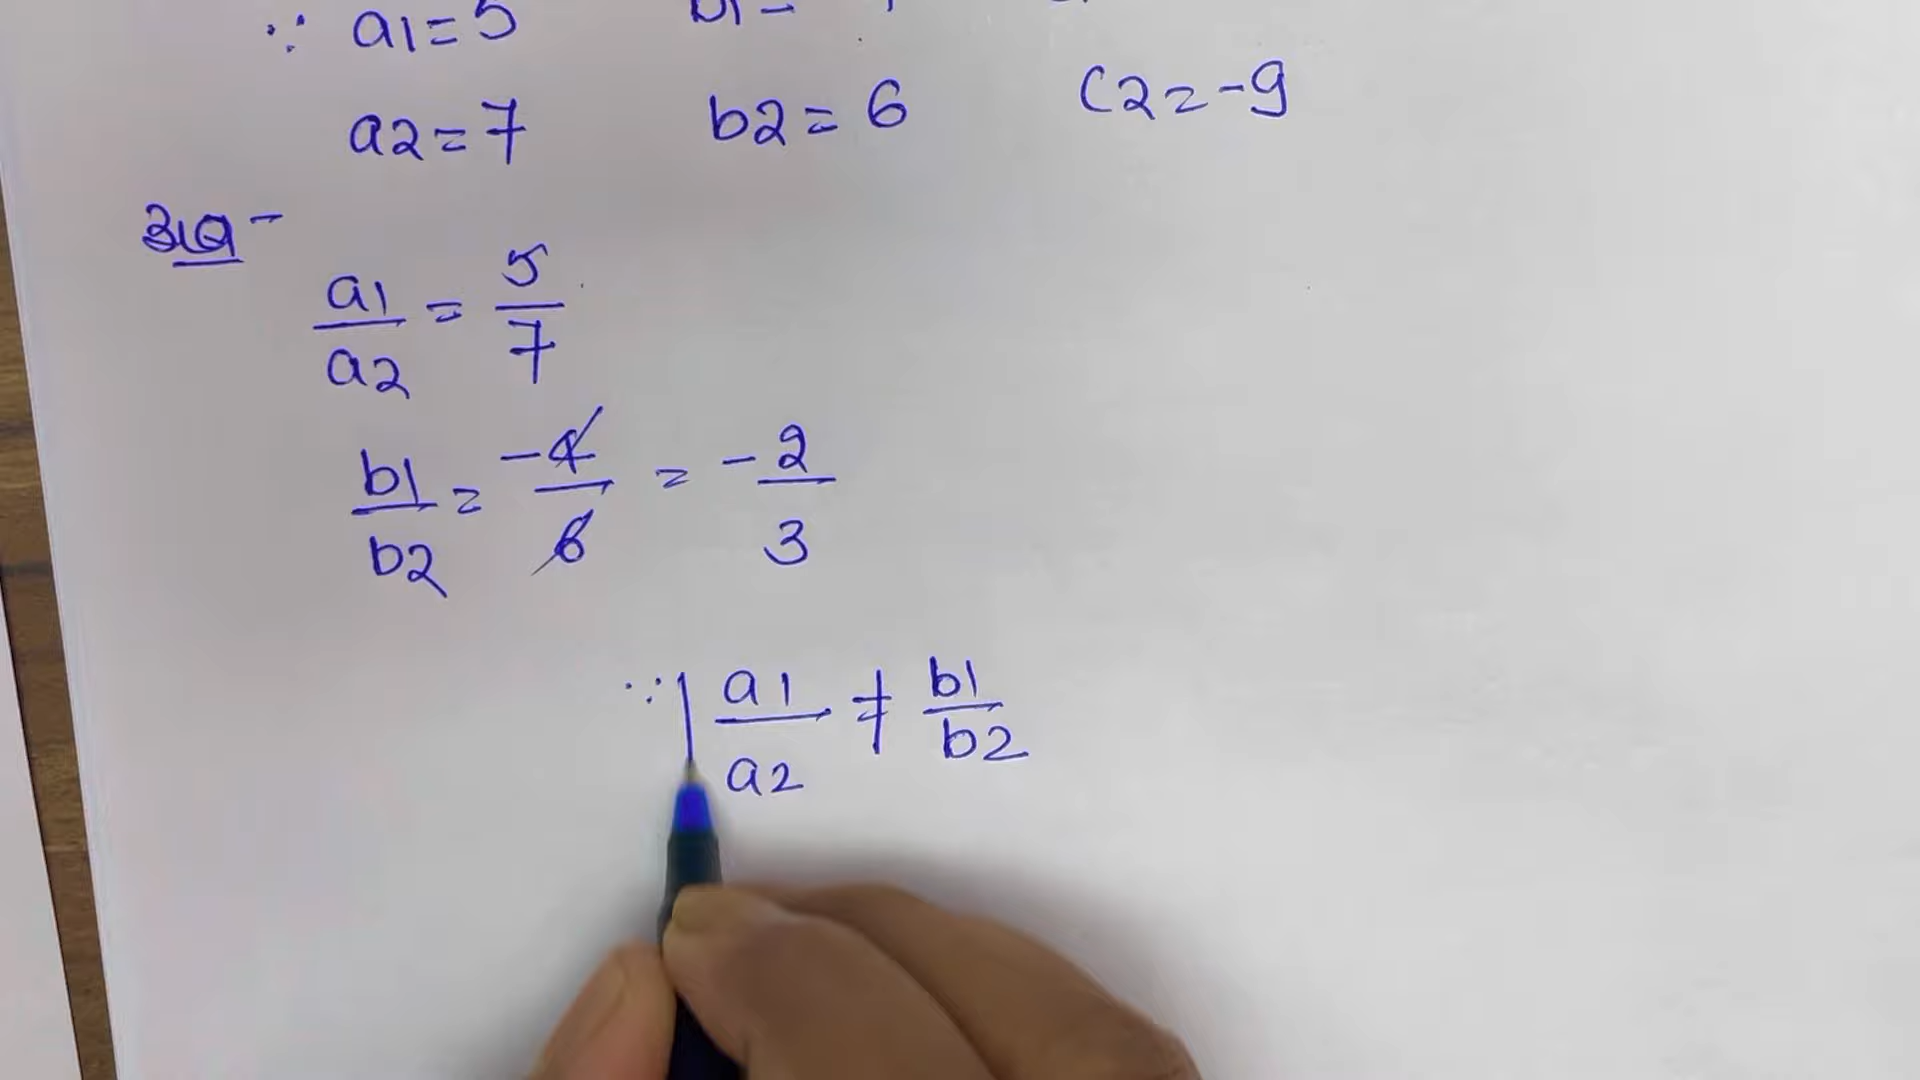 ∵ a1=5 b1=
a2=7 b2=6 C2=-9
अब -
a1/a2 = 5/7
b1/b2 = -4/6 = -2/3
∵ a1/a2 ≠ b1/b2